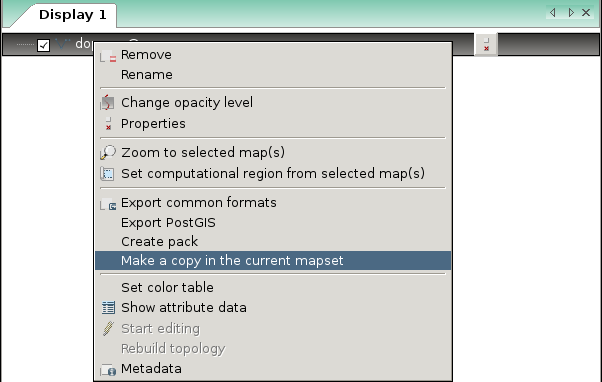 Display 1
Remove
Rename
Change opacity level
Properties
Zoom to selected map(s)
Set computational region from selected map(s)
Export common formats
Export PostGIS
Create pack
Make a copy in the current mapset
Set color table
Show attribute data
Start editing
Rebuild topology
Metadata